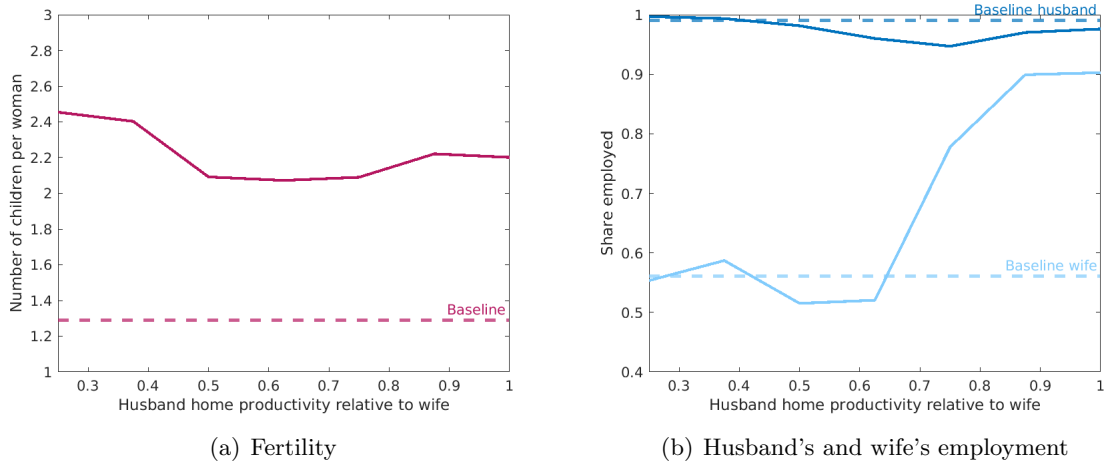 3
2.8
2.6
2.4
2.2
2
1.8
1.6
1.4
1.2
1
Number of children per woman
Baseline
0.3 0.4 0.5 0.6 0.7 0.8 0.9 1
Husband home productivity relative to wife
(a) Fertility
1
0.9
0.8
0.7
0.6
0.5
0.4
Share employed
Baseline husband
Baseline wife
0.3 0.4 0.5 0.6 0.7 0.8 0.9 1
Husband home productivity relative to wife
(b) Husband's and wife's employment